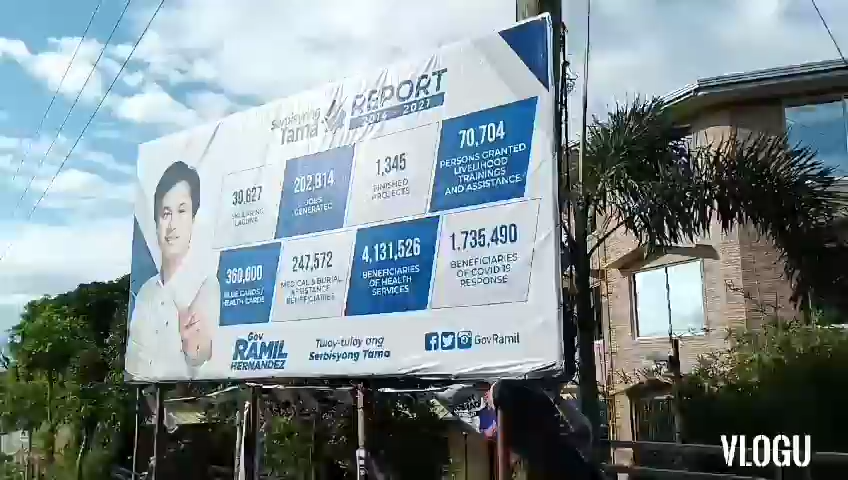 Serbisyong
Tama
REPORT
2014 - 2021
30,627
LAGUNA
202,814
JOBS
GENERATED
1,345
FINISHED
PROJECTS
70,704
PERSONS GRANTED
LIVELIHOOD
TRAININGS
AND ASSISTANCE
360,000
BLUE CARDS/
HEALTH CARDS
247,572
MEDICAL & BURIAL
ASSISTANCE
BENEFICIARIES
4,131,526
BENEFICIARIES
OF HEALTH
SERVICES
1,735,490
BENEFICIARIES
OF COVID 19
RESPONSE
Gov
RAMIL
HERNANDEZ
Tuloy-tuloy ang
Serbisyong Tama
GovRamil
VLOGU